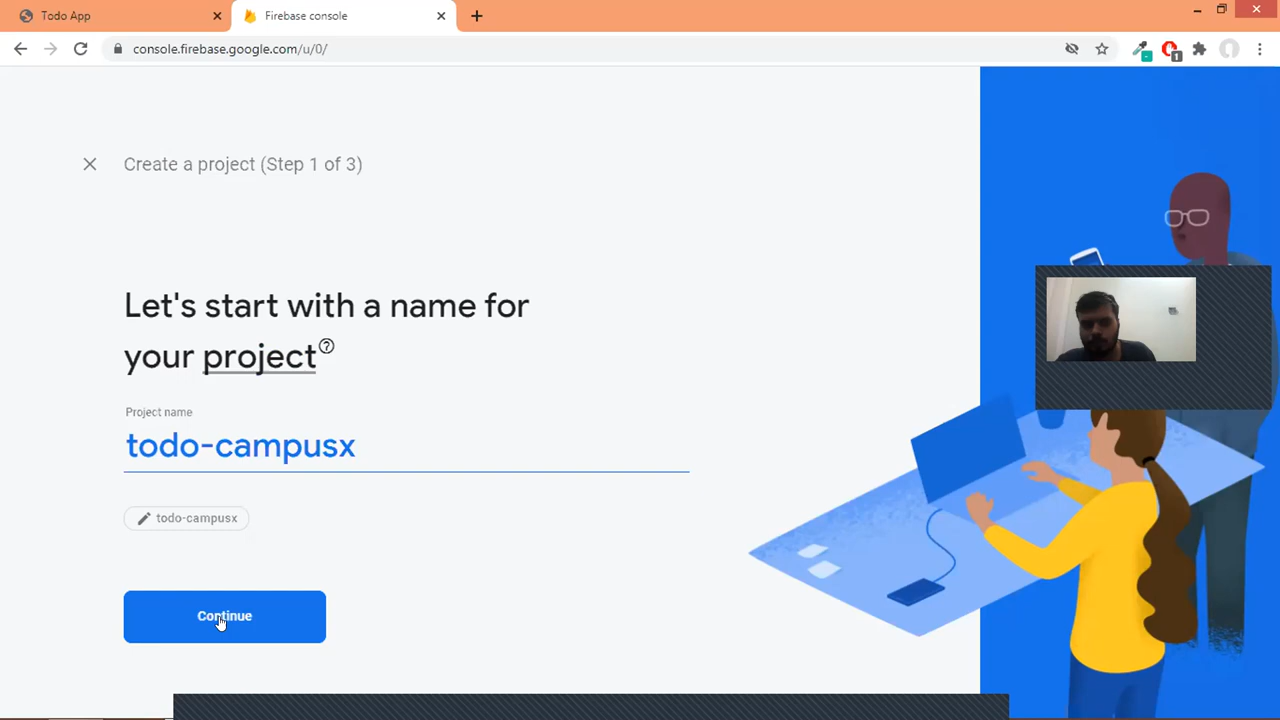 Todo App
Firebase console
console.firebase.google.com/u/0/
1
Create a project (Step 1 of 3)
Let's start with a name for
your project
Project name
todo-campusx
todo-campusx
Continue